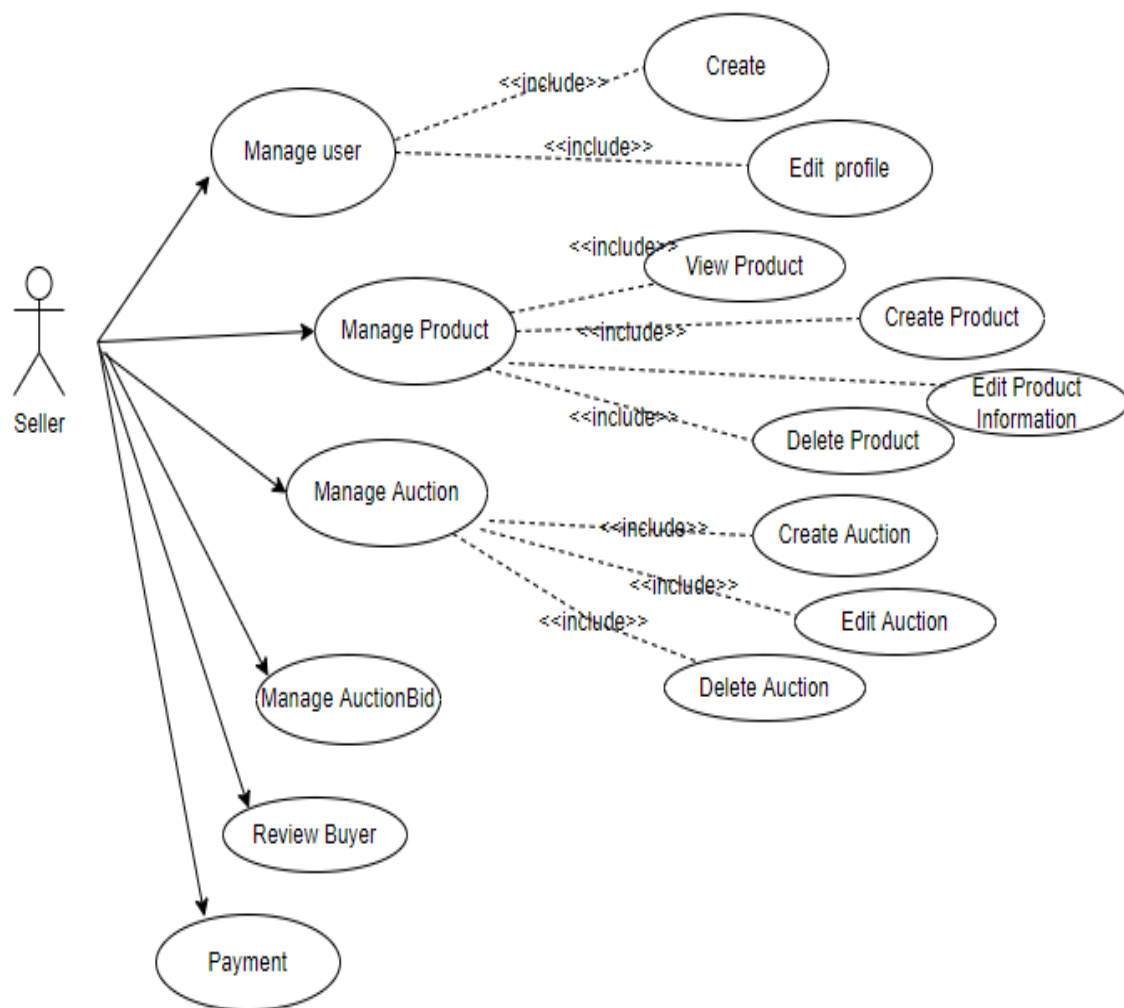 Create
<<include>>
Manage user
<<include>>
Edit profile
<<include>>
View Product
Manage Product
<<include>>
Create Product
Edit Product
Information
Seller
<<include>>
Delete Product
Manage Auction
<<include>>
Create Auction
<<include>>
Edit Auction
<<include>>
Delete Auction
Manage AuctionBid
Review Buyer
Payment